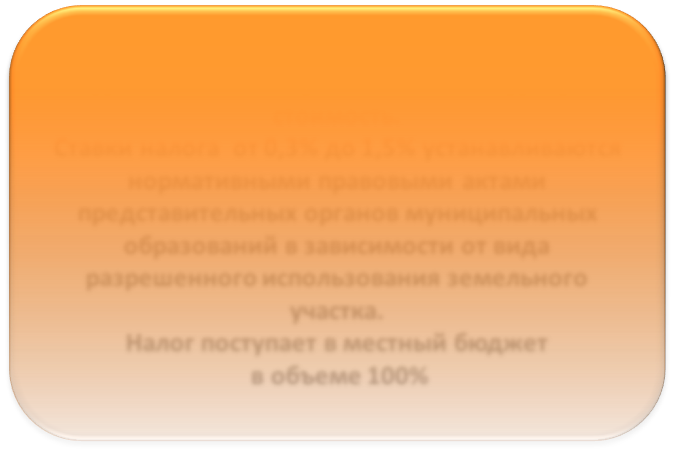 Ставки налога от 0,3% до 1,5% устанавливаются
нормативными правовыми актами
представительных органов муниципальных
образований в зависимости от вида
разрешенного использования земельного
участка.
Налог поступает в местный бюджет
в объеме 100%